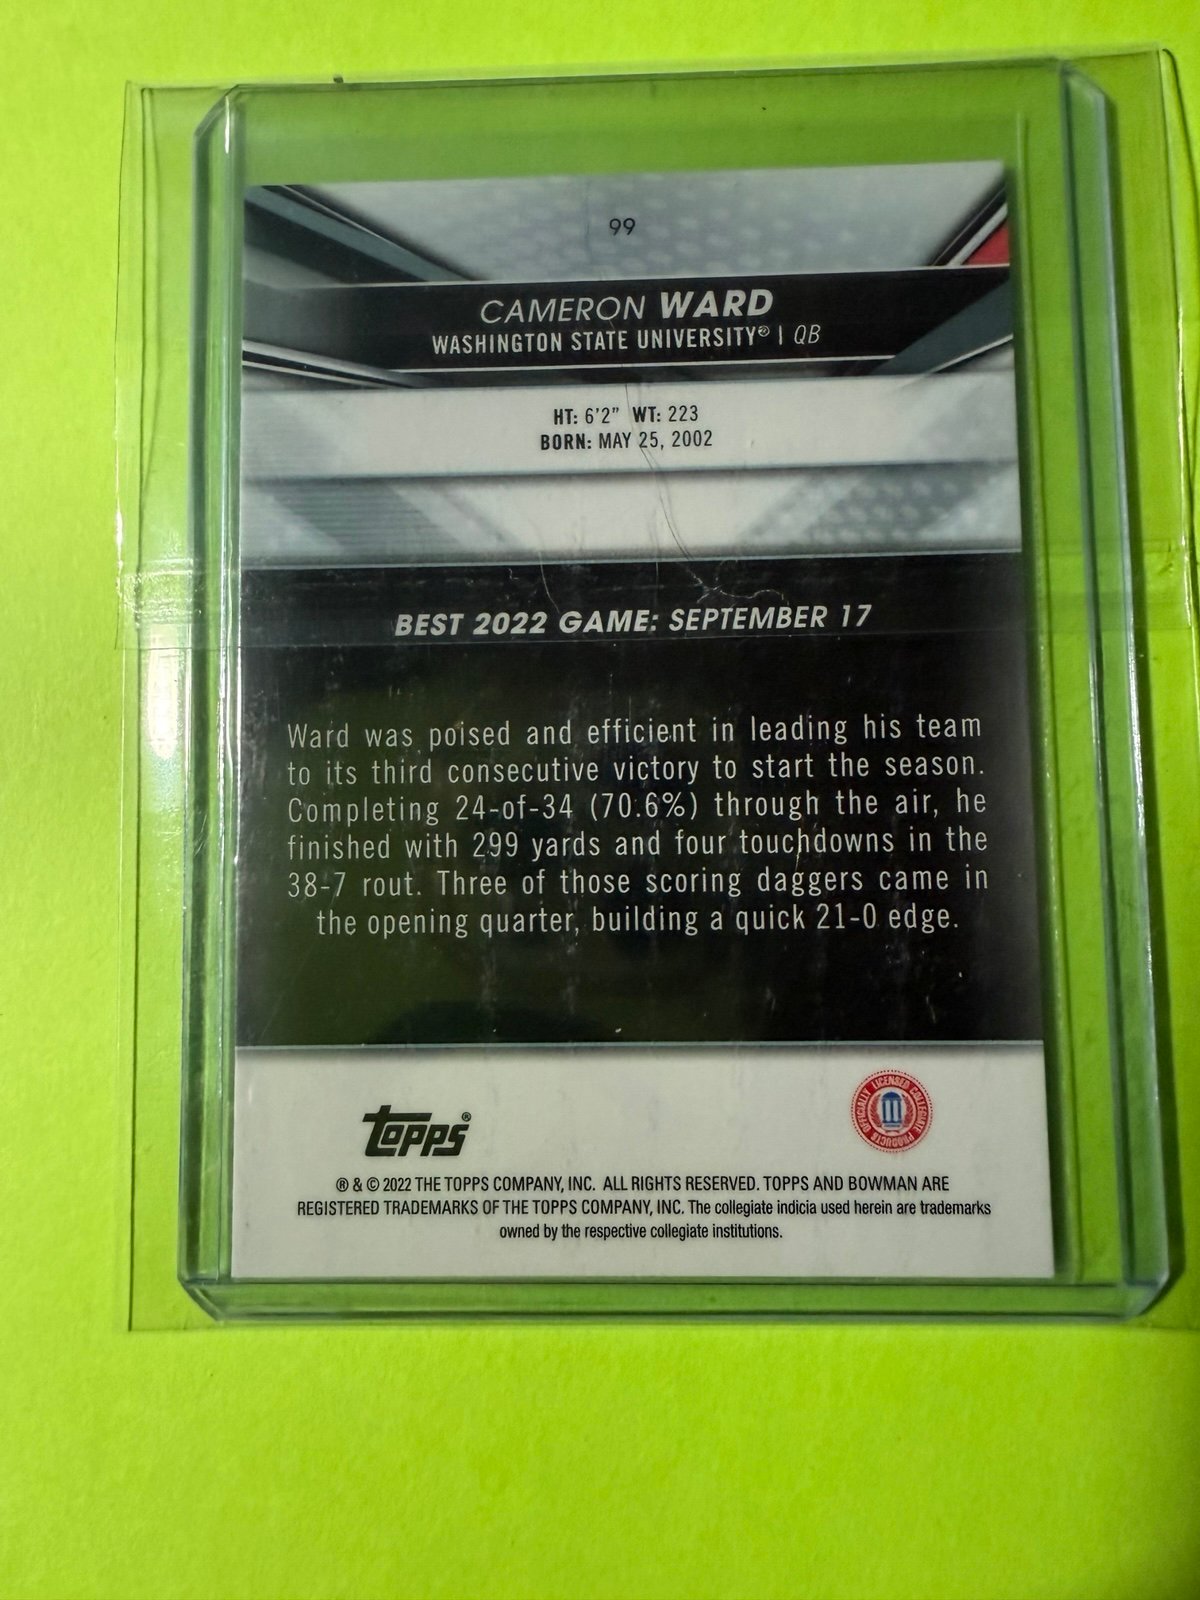 99
CAMERON WARD
WASHINGTON STATE UNIVERSITY® | QB
HT: 6'2" WT: 223
BORN: MAY 25, 2002
BEST 2022 GAME: SEPTEMBER 17
Ward was poised and efficient in leading his team
to its third consecutive victory to start the season.
Completing 24-of-34 (70.6%) through the air, he
finished with 299 yards and four touchdowns in the
38-7 rout. Three of those scoring daggers came in
the opening quarter, building a quick 21-0 edge.
topps®
OFFICIALLY LICENSED COLLEGIATE PRODUCTS
® & © 2022 THE TOPPS COMPANY, INC. ALL RIGHTS RESERVED. TOPPS AND BOWMAN ARE
REGISTERED TRADEMARKS OF THE TOPPS COMPANY, INC. The collegiate indicia used herein are trademarks
owned by the respective collegiate institutions.